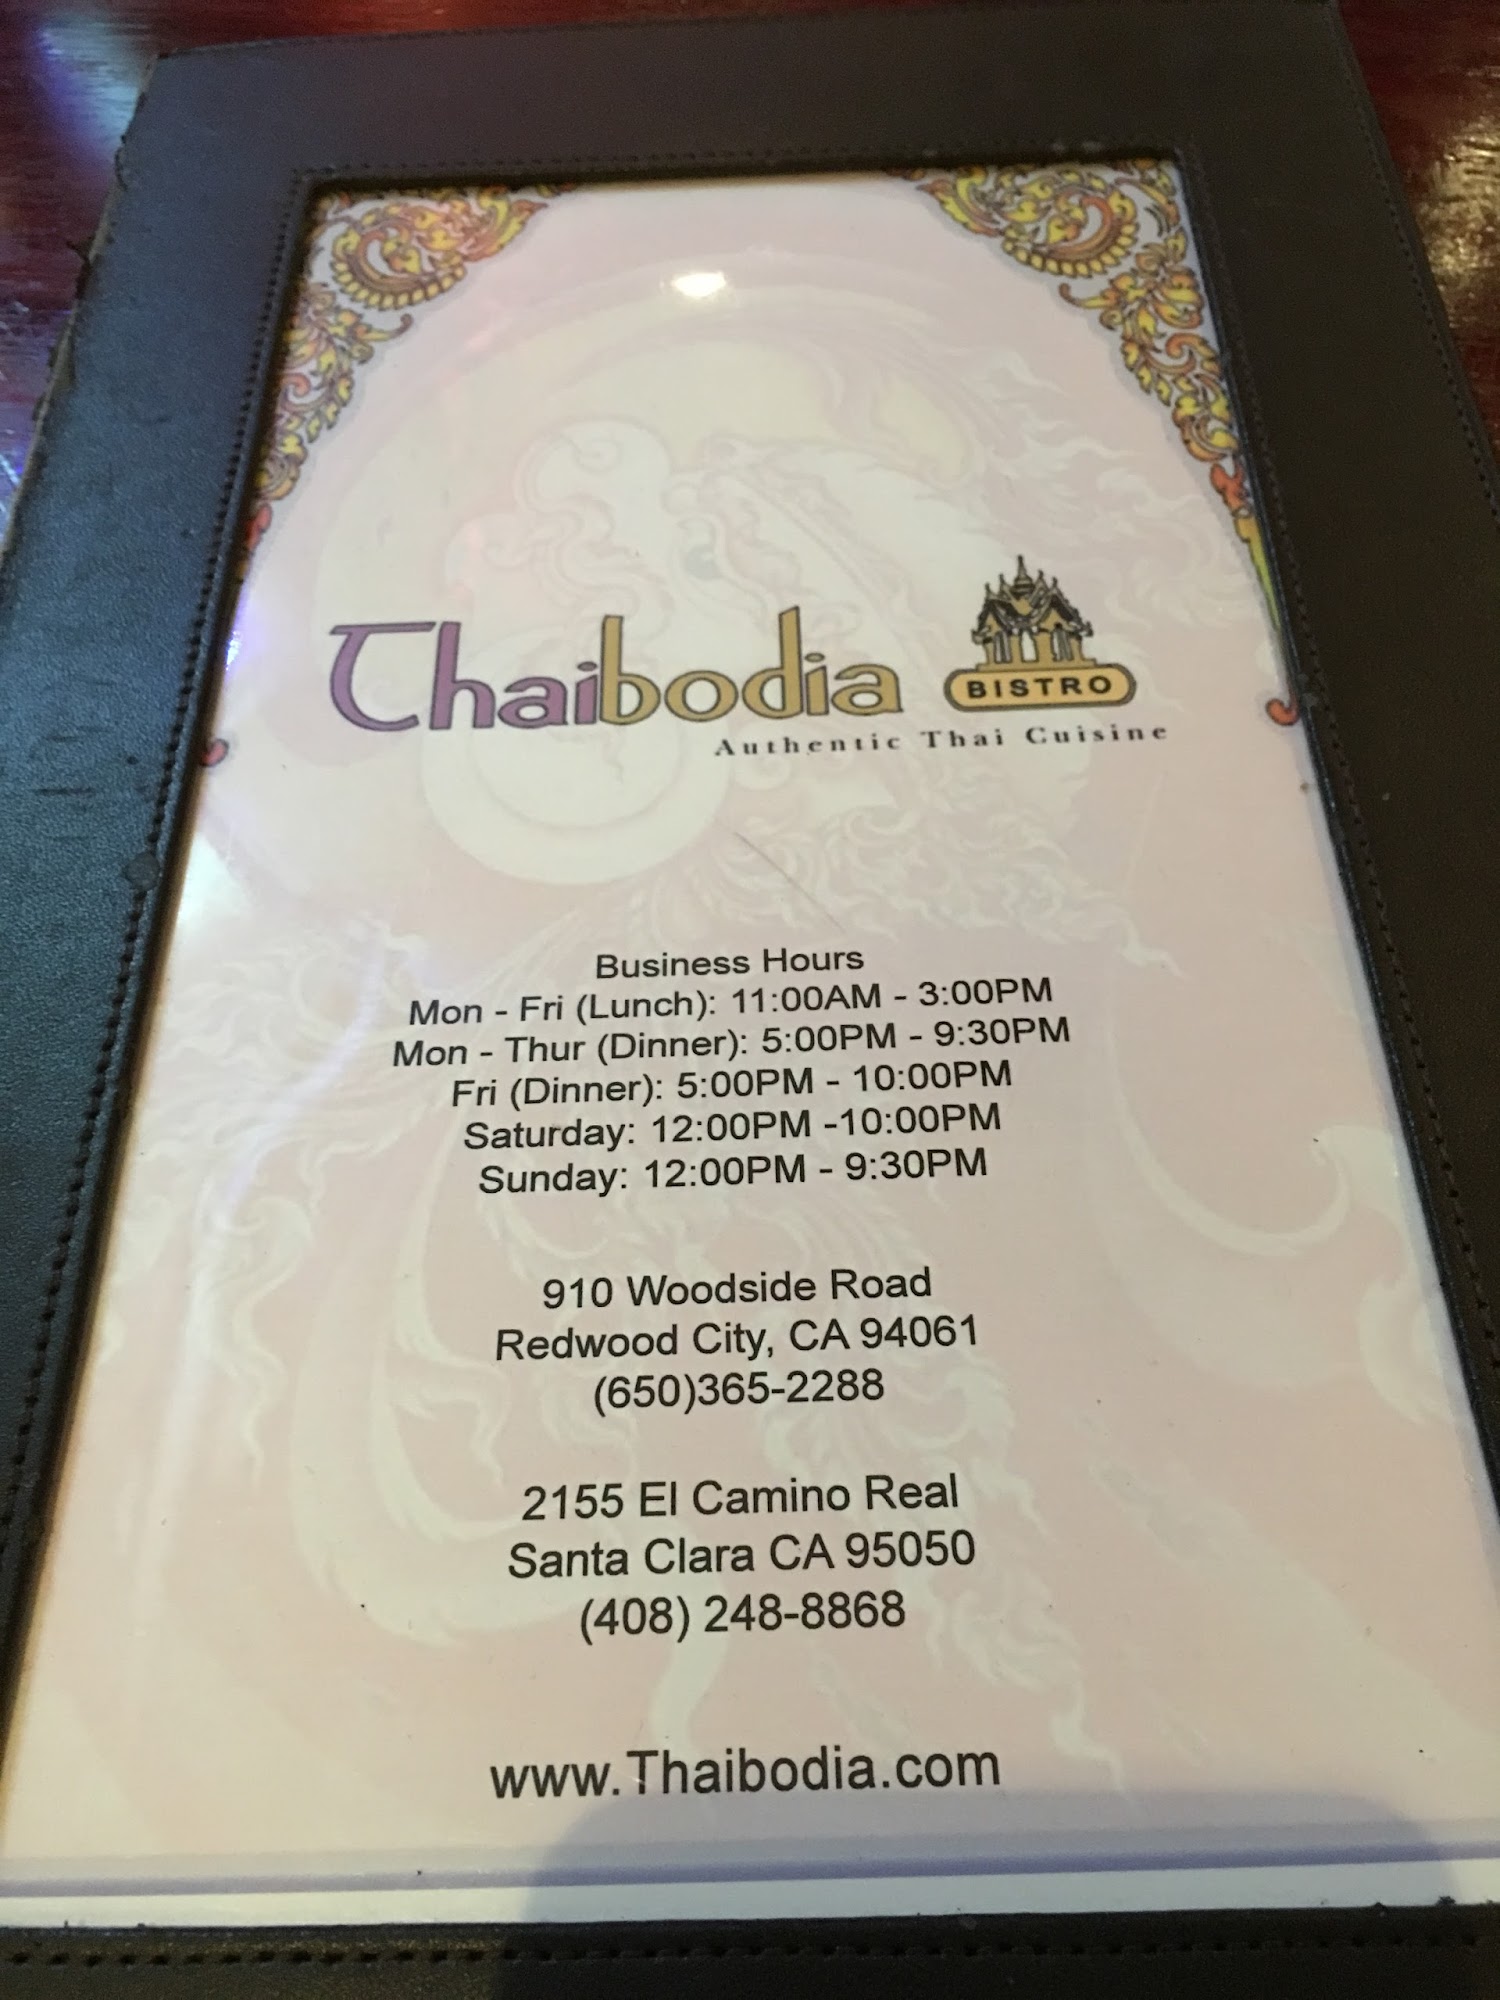 Thaibodia
BISTRO
Authentic Thai Cuisine
Business Hours
Mon - Fri (Lunch): 11:00AM - 3:00PM
Mon - Thur (Dinner): 5:00PM - 9:30PM
Fri (Dinner): 5:00PM - 10:00PM
Saturday: 12:00PM -10:00PM
Sunday: 12:00PM - 9:30PM
910 Woodside Road
Redwood City, CA 94061
(650)365-2288
2155 El Camino Real
Santa Clara CA 95050
(408) 248-8868
www.Thaibodia.com